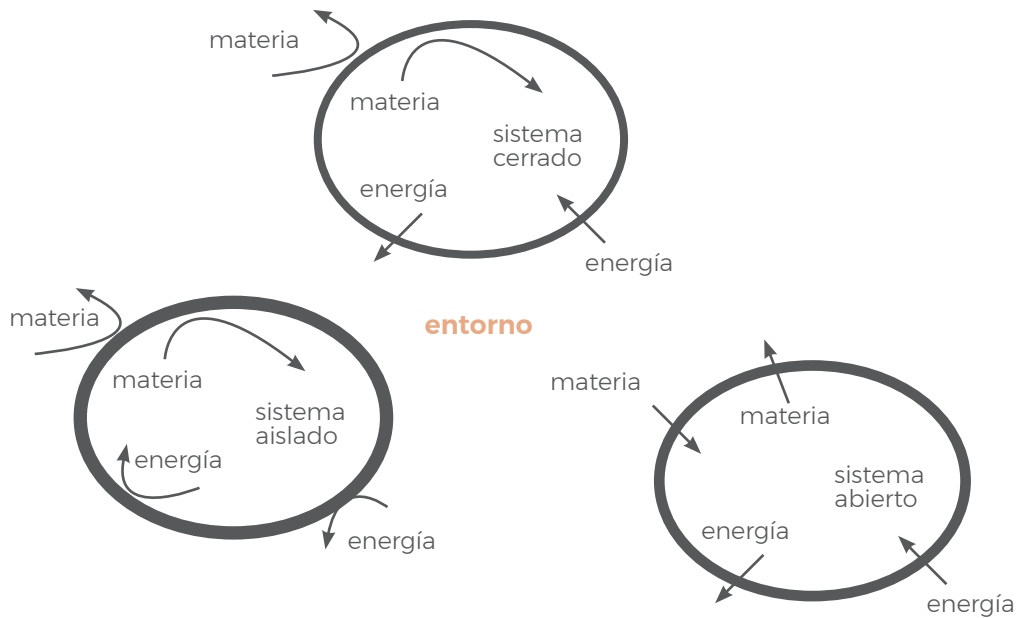 materia
materia
sistema
cerrado
energía
energía
materia
materia
sistema
aislado
energía
energía
entorno
materia
materia
sistema
abierto
energía
energía